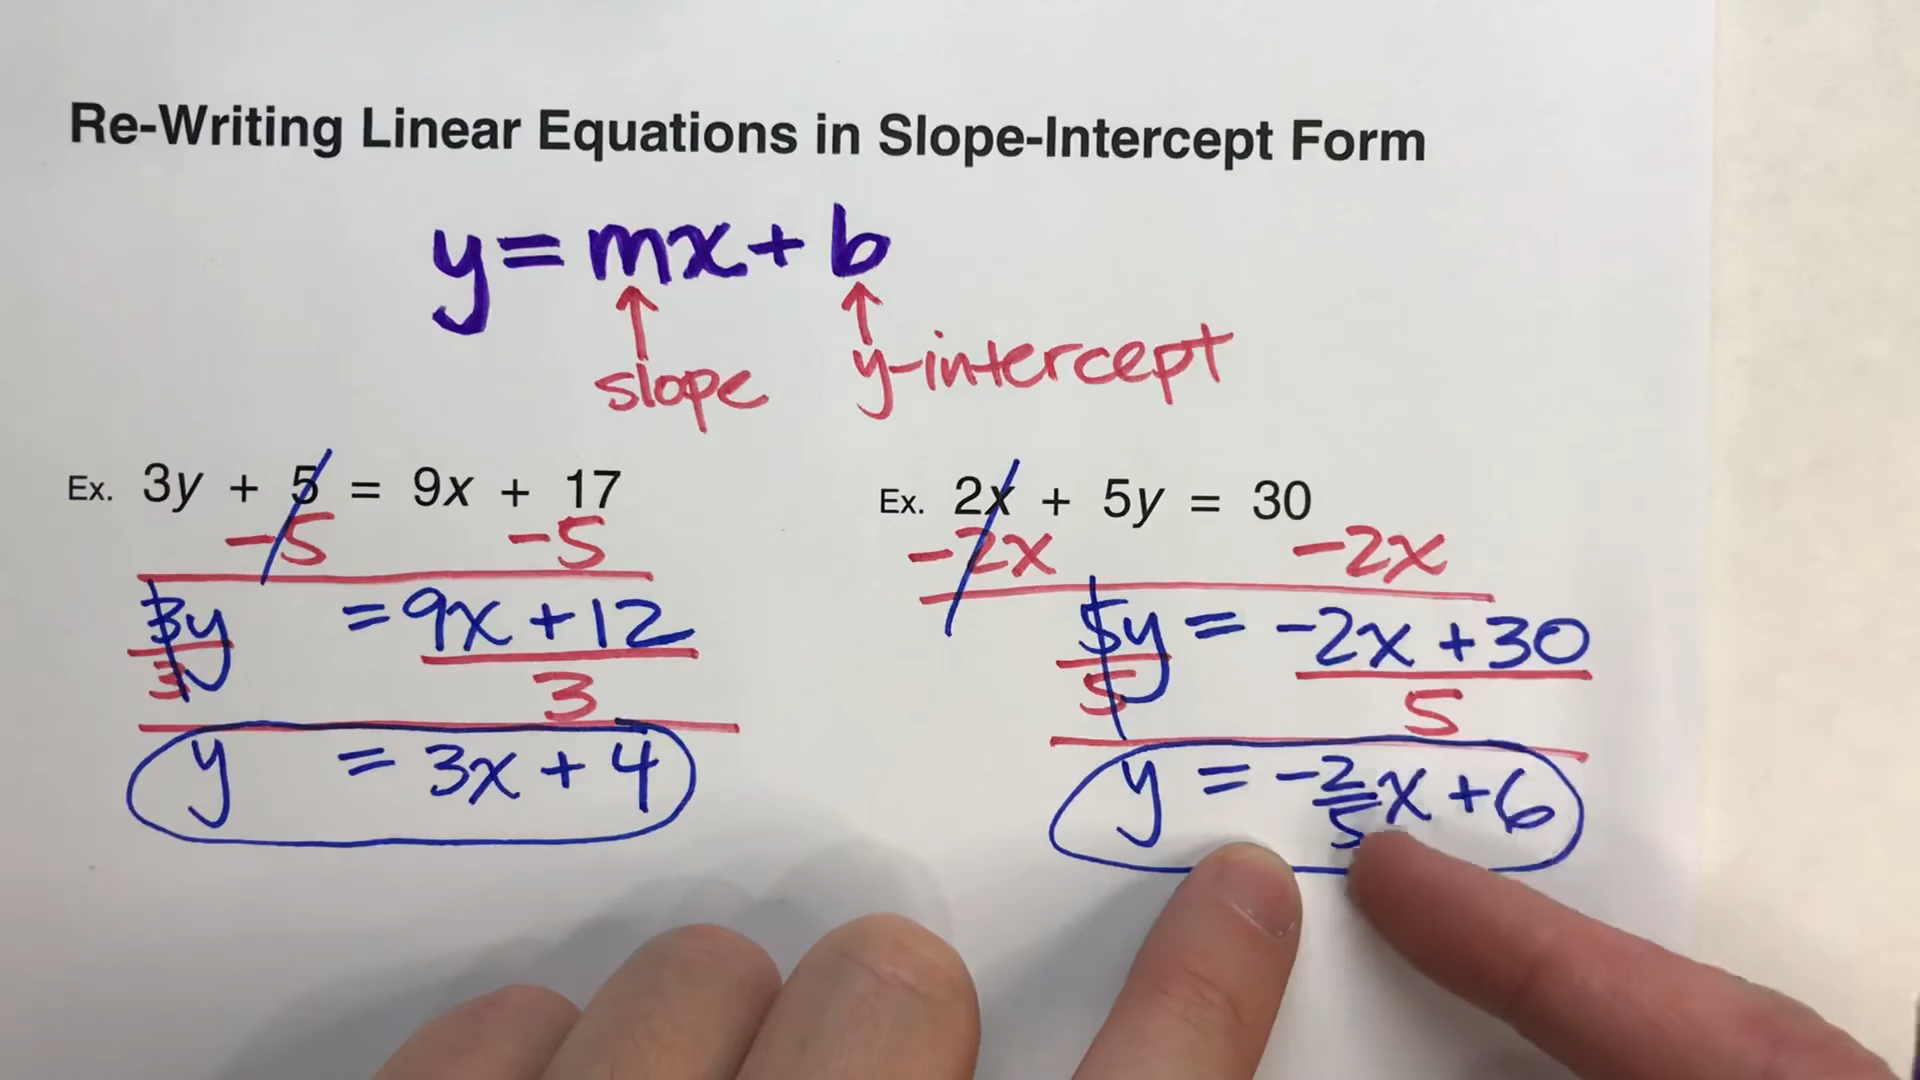 Re-Writing Linear Equations in Slope-Intercept Form
y = mx + b
slope y-intercept
Ex. 3y + 5 = 9x + 17
-5 -5
3y = 9x + 12
3 3
y = 3x + 4
Ex. 2x + 5y = 30
-2x -2x
5y = -2x + 30
5 5
y = -2/5x + 6